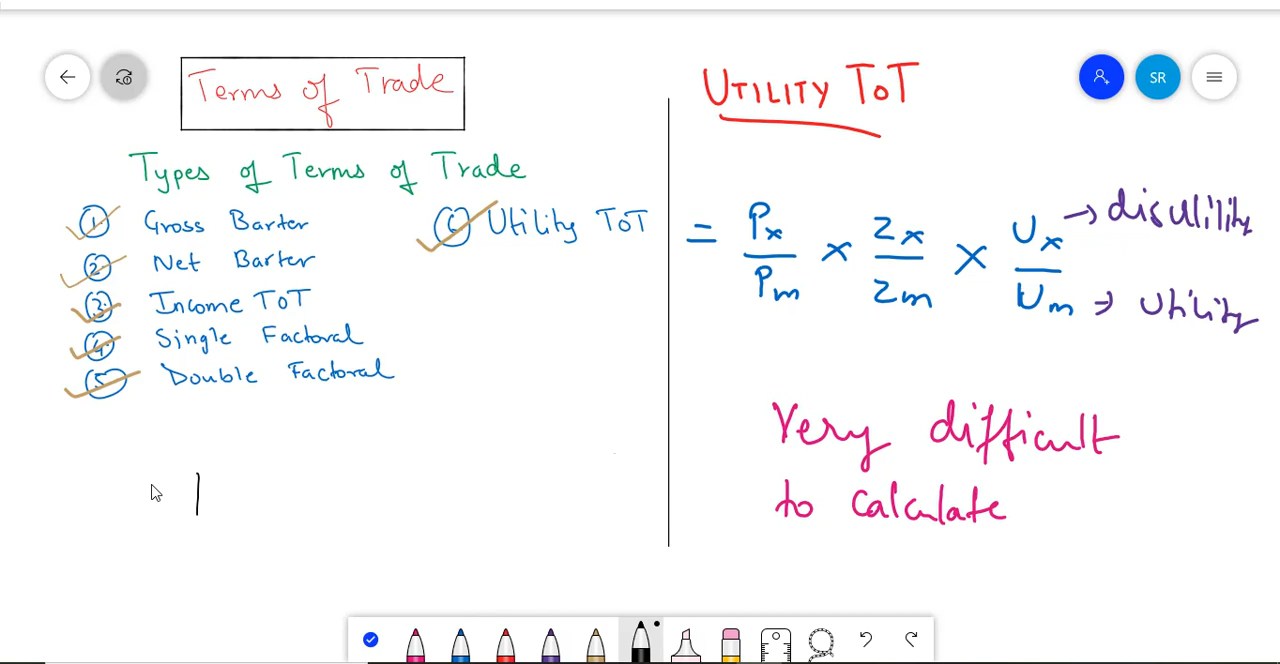 Terms of Trade
Types of Terms of Trade
① Gross Barter
② Net Barter
③ Income ToT
④ Single Factoral
⑤ Double Factoral
⑥ Utility ToT
UTILITY ToT
= Px/Pm × Zx/Zm × Ux/Um
→ disutility
⇒ Utility
Very difficult
to calculate
SR